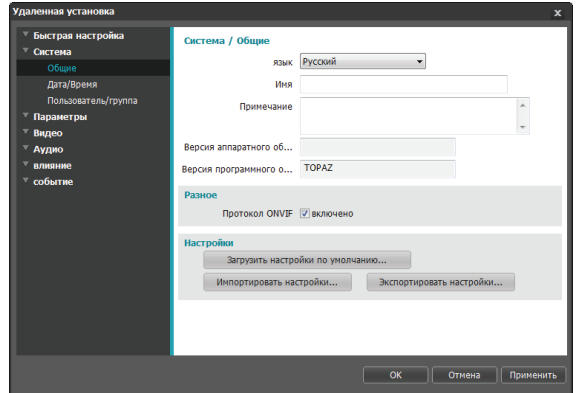 Удаленная установка
x
Быстрая настройка
Система
Общие
Дата/Время
Пользователь/группа
Параметры
Видео
Аудио
влияние
событие
Система / Общие
язык Русский
Имя
Примечание
Версия аппаратного об...
Версия программного о... TOPAZ
Разное
Протокол ONVIF включено
Настройки
Загрузить настройки по умолчанию...
Импортировать настройки... Экспортировать настройки...
OK Отмена Применить